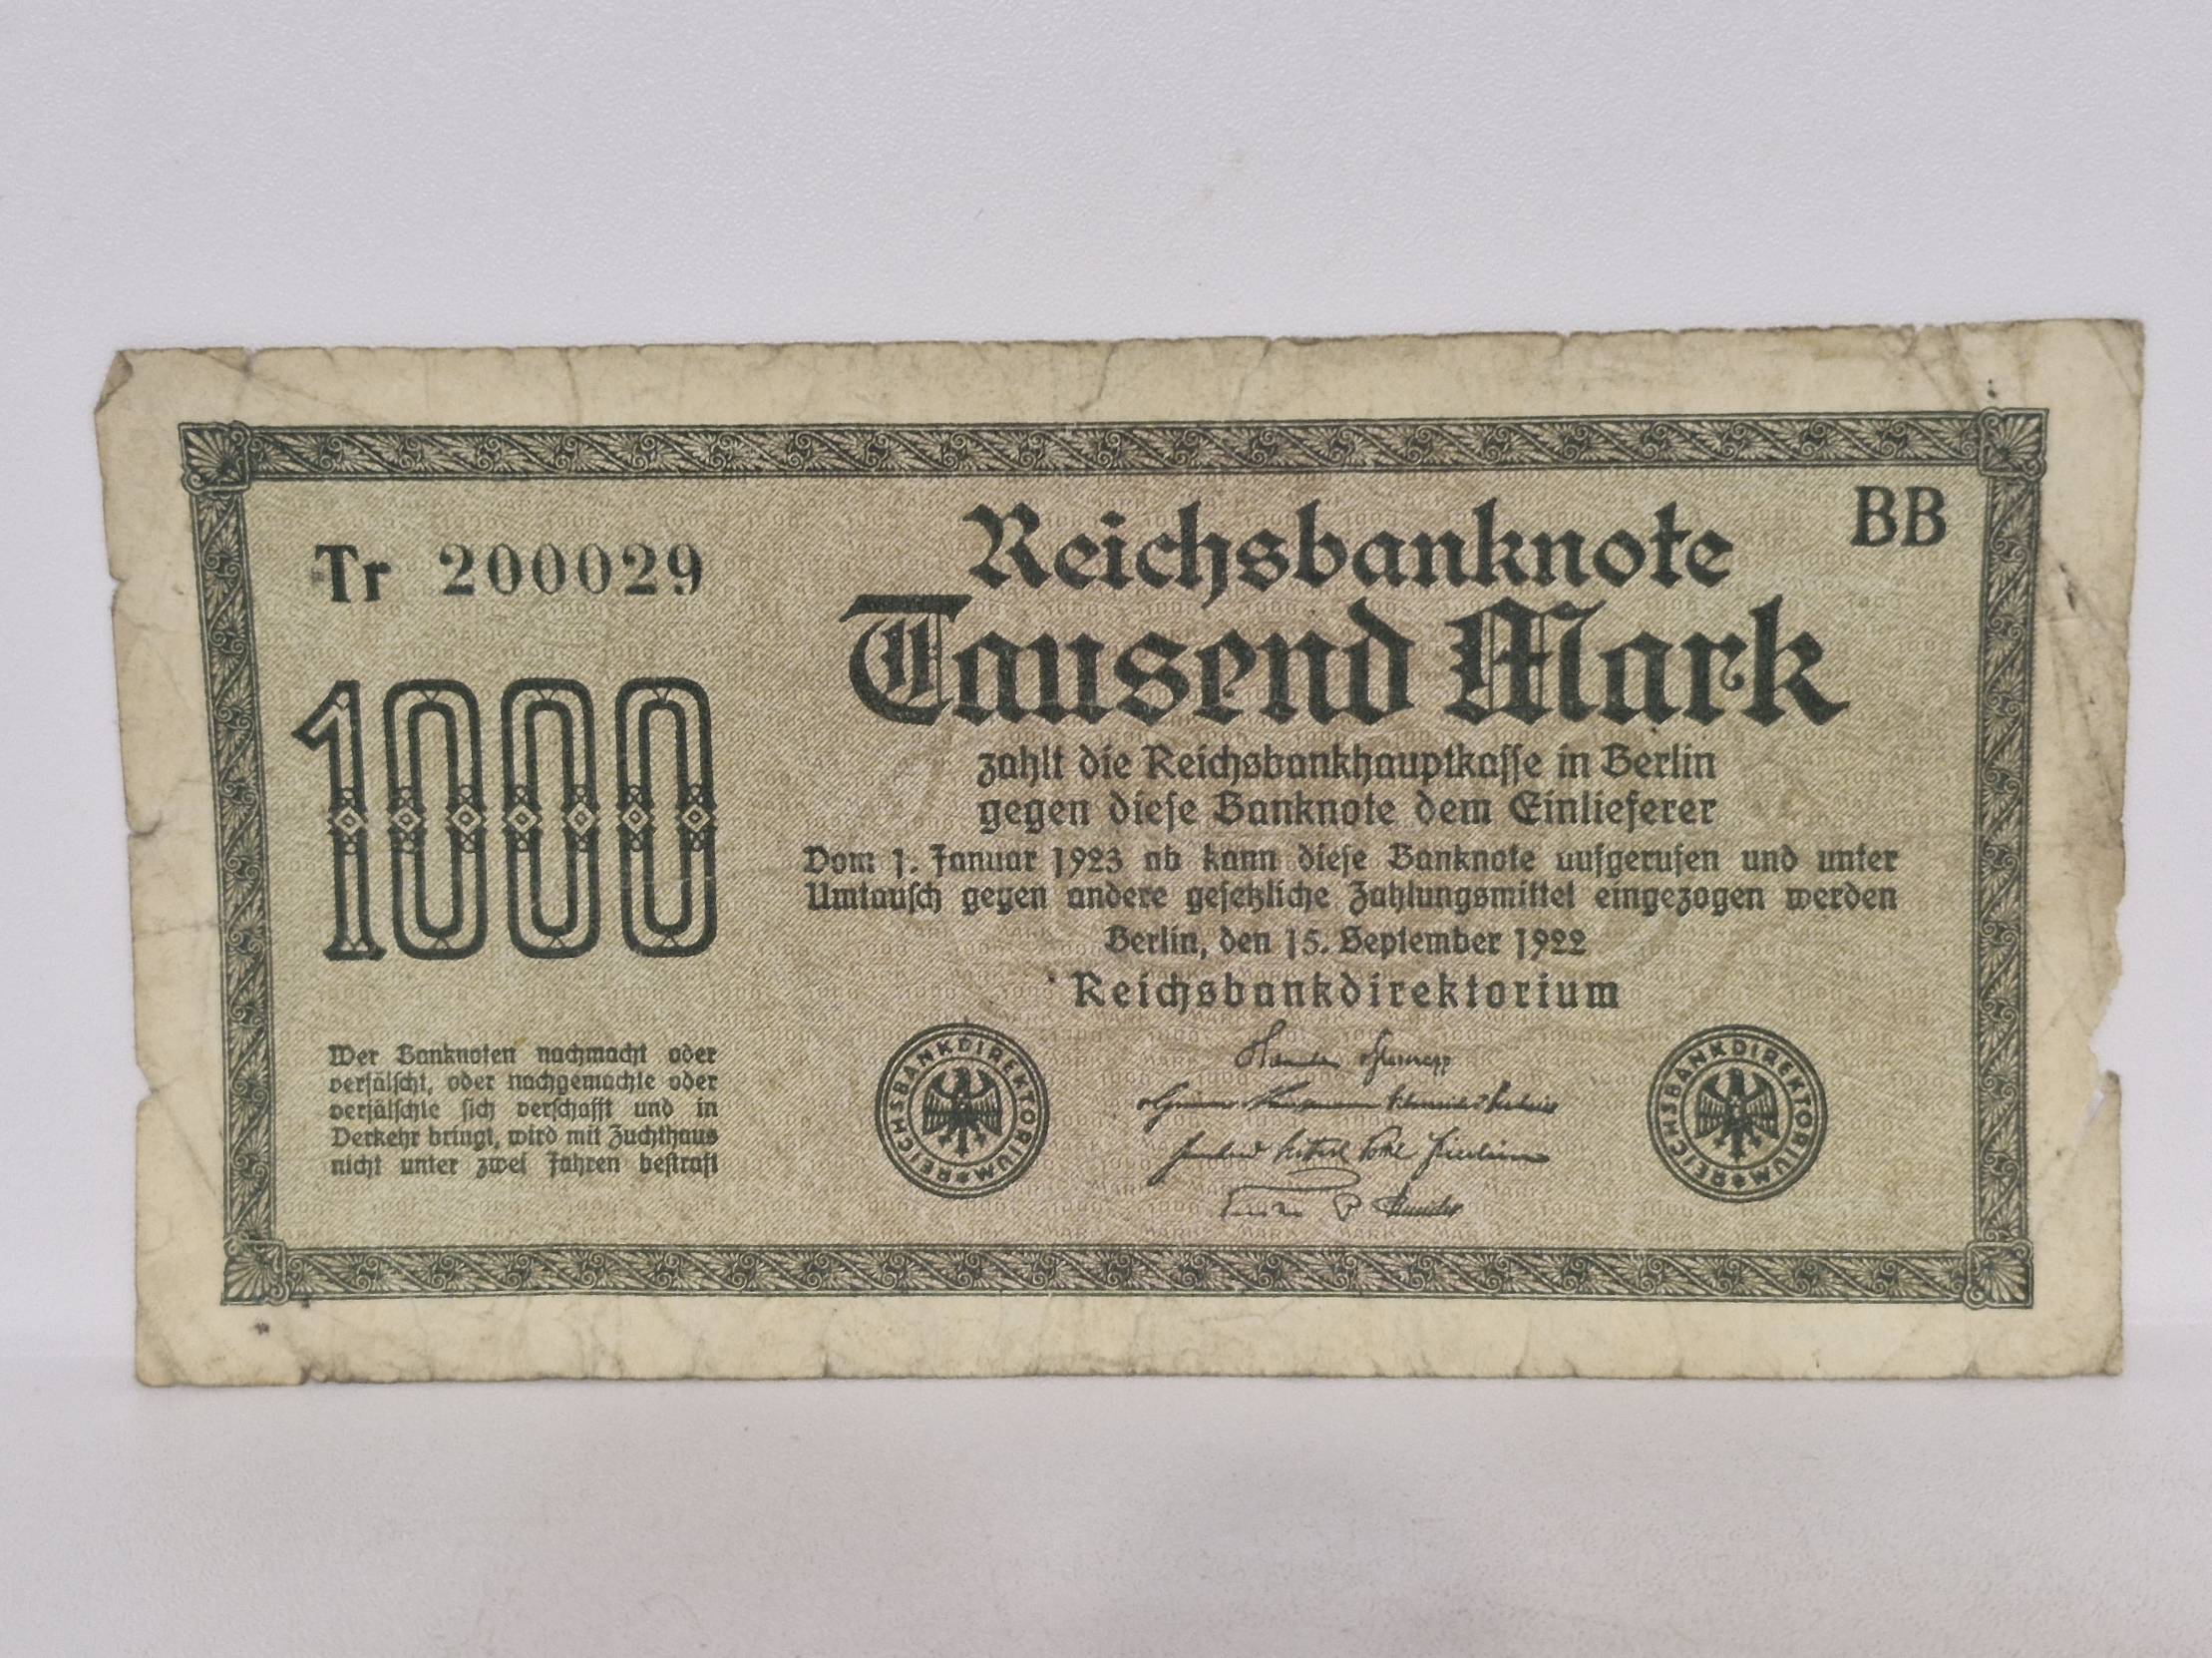 Tr 200029
BB
Reichsbanknote
Tausend Mark
1000
zahlt die Reichsbankhauptkasse in Berlin
gegen diese Banknote dem Einlieferer
Vom 1. Januar 1923 ab kann diese Banknote aufgerufen und unter
Umtausch gegen andere gesetzliche Zahlungsmittel eingezogen werden
Berlin, den 15. September 1922
Reichsbankdirektorium
Wer Banknoten nachmacht oder
verfälscht, oder nachgemachte oder
verfälschte sich verschafft und in
Verkehr bringt, wird mit Zuchthaus
nicht unter zwei Jahren bestraft
REICHSBANKDIREKTORIUM
REICHSBANKDIREKTORIUM